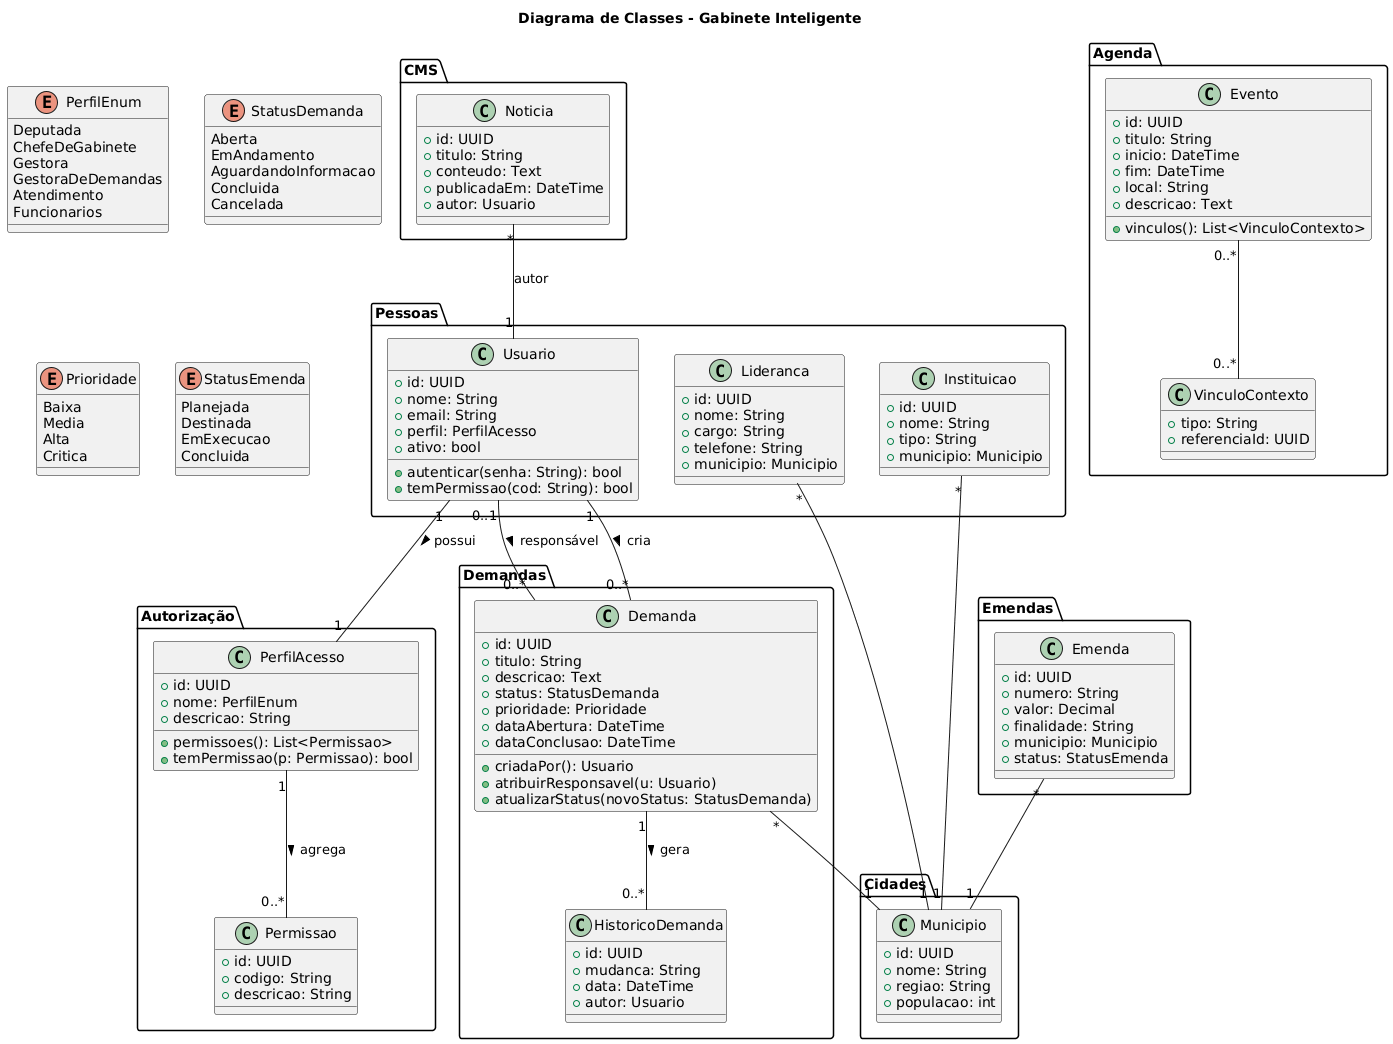 Diagrama de Classes - Gabinete Inteligente
PerfilEnum
Deputada
ChefeDeGabinete
Gestora
GestoraDeDemandas
Atendimento
Funcionarios
StatusDemanda
Aberta
EmAndamento
AguardandoInformacao
Concluida
Cancelada
CMS
Noticia
id: UUID
titulo: String
conteudo: Text
publicadaEm: DateTime
autor: Usuario
*
autor
1
Agenda
Evento
id: UUID
titulo: String
inicio: DateTime
fim: DateTime
local: String
descricao: Text
vinculos(): List<VinculoContexto>
0..*
0..*
VinculoContexto
tipo: String
referenciaId: UUID
Prioridade
Baixa
Media
Alta
Critica
StatusEmenda
Planejada
Destinada
EmExecucao
Concluida
Pessoas
Usuario
id: UUID
nome: String
email: String
perfil: PerfilAcesso
ativo: bool
autenticar(senha: String): bool
temPermissao(cod: String): bool
Lideranca
id: UUID
nome: String
cargo: String
telefone: String
municipio: Municipio
Instituicao
id: UUID
nome: String
tipo: String
municipio: Municipio
1
0..1
1
*
*
possui
responsável
cria
1
0..*
0..*
Autorização
PerfilAcesso
id: UUID
nome: PerfilEnum
descricao: String
permissoes(): List<Permissao>
temPermissao(p: Permissao): bool
1
agrega
0..*
Permissao
id: UUID
codigo: String
descricao: String
Demandas
Demanda
id: UUID
titulo: String
descricao: Text
status: StatusDemanda
prioridade: Prioridade
dataAbertura: DateTime
dataConclusao: DateTime
criadaPor(): Usuario
atribuirResponsavel(u: Usuario)
atualizarStatus(novoStatus: StatusDemanda)
1
*
gera
0..*
HistoricoDemanda
id: UUID
mudanca: String
data: DateTime
autor: Usuario
Emendas
Emenda
id: UUID
numero: String
valor: Decimal
finalidade: String
municipio: Municipio
status: StatusEmenda
*
Cidades
1
1
1
1
Municipio
id: UUID
nome: String
regiao: String
populacao: int